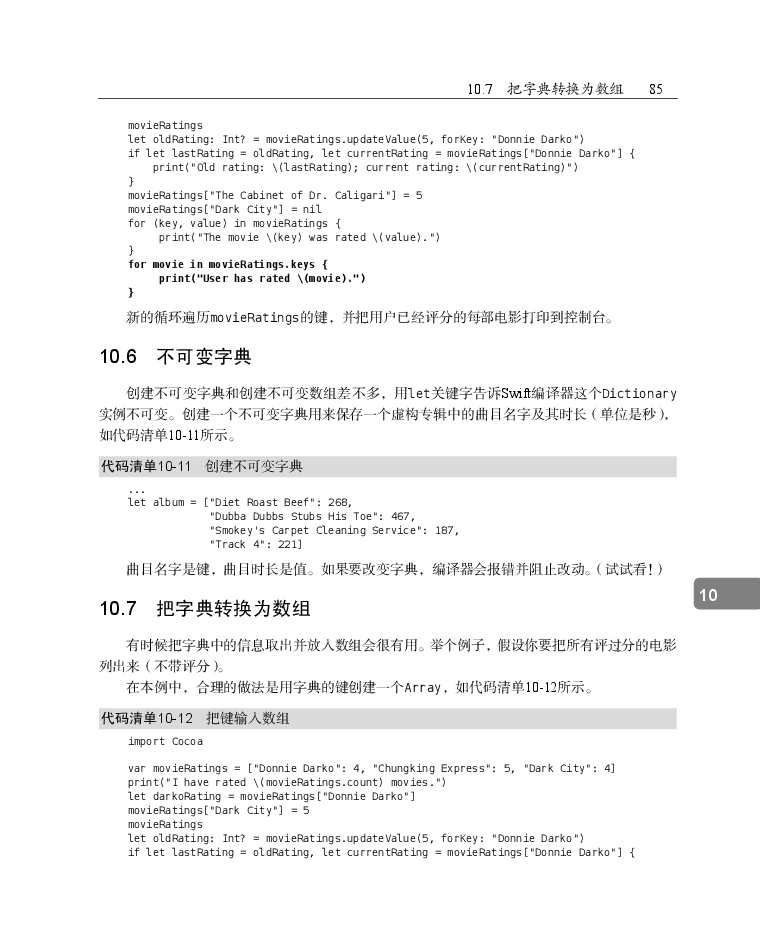 10.7 把字典转换为数组 85
movieRatings
let oldRating: Int? = movieRatings.updateValue(5, forKey: "Donnie Darko")
if let lastRating = oldRating, let currentRating = movieRatings["Donnie Darko"] {
    print("Old rating: \(lastRating); current rating: \(currentRating)")
}
movieRatings["The Cabinet of Dr. Caligari"] = 5
movieRatings["Dark City"] = nil
for (key, value) in movieRatings {
    print("The movie \(key) was rated \(value).")
}
for movie in movieRatings.keys {
    print("User has rated \(movie).")
}
新的循环遍历movieRatings的键，并把用户已经评分的每部电影打印到控制台。
10.6 不可变字典
创建不可变字典和创建不可变数组差不多，用let关键字告诉Swift编译器这个Dictionary
实例不可变。创建一个不可变字典用来保存一个虚构专辑中的曲目名字及其时长（单位是秒），
如代码清单10-11所示。
代码清单10-11 创建不可变字典
...
let album = ["Diet Roast Beef": 268,
             "Dubba Dubbs Stubs His Toe": 467,
             "Smokey's Carpet Cleaning Service": 187,
             "Track 4": 221]
曲目名字是键，曲目时长是值。如果要改变字典，编译器会报错并阻止改动。（试试看！）
10
10.7 把字典转换为数组
有时候把字典中的信息取出并放入数组会很有用。举个例子，假设你要把所有评过分的电影
列出来（不带评分）。
在本例中，合理的做法是用字典的键创建一个Array，如代码清单10-12所示。
代码清单10-12 把键输入数组
import Cocoa
var movieRatings = ["Donnie Darko": 4, "Chungking Express": 5, "Dark City": 4]
print("I have rated \(movieRatings.count) movies.")
let darkoRating = movieRatings["Donnie Darko"]
movieRatings["Dark City"] = 5
movieRatings
let oldRating: Int? = movieRatings.updateValue(5, forKey: "Donnie Darko")
if let lastRating = oldRating, let currentRating = movieRatings["Donnie Darko"] {